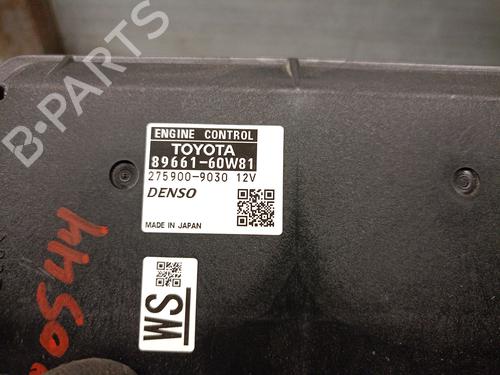 B-PARTS
ENGINE CONTROL
TOYOTA
89661-60W81
275900-9030 12V
DENSO
MADE IN JAPAN
WS